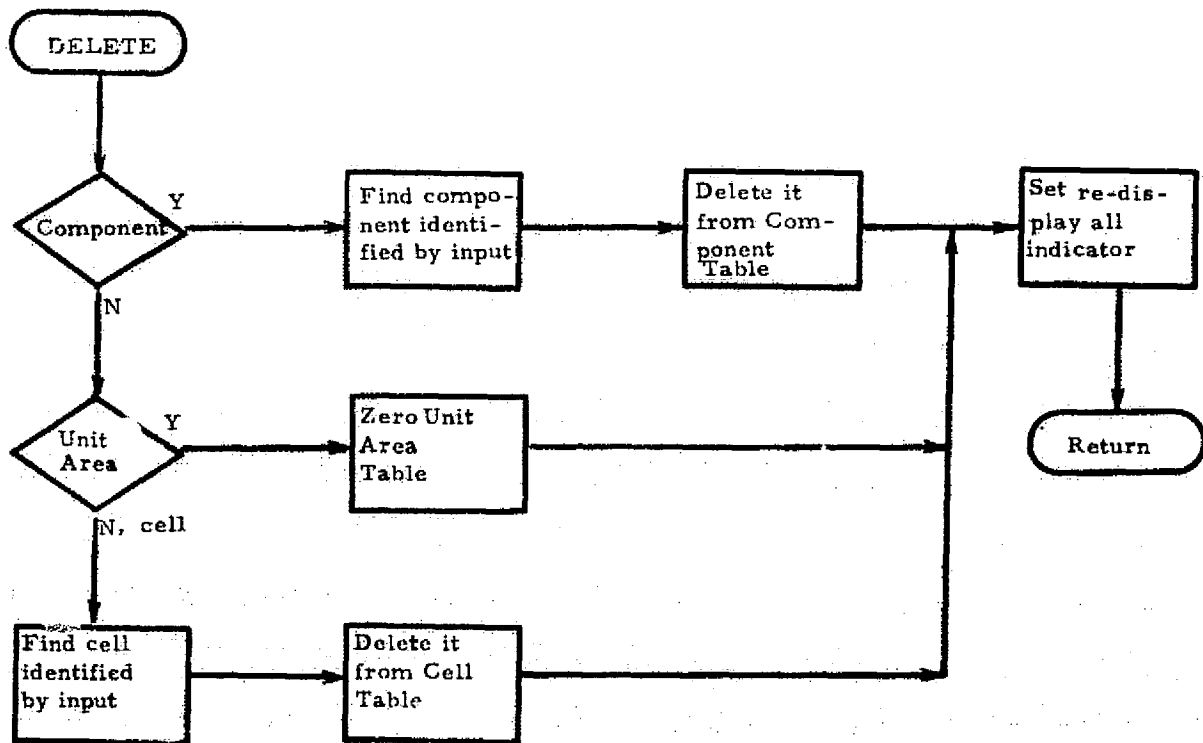 DELETE
Component
Y
Find compo-
nent identi-
fied by input
Delete it
from Com-
ponent
Table
Set re-dis-
play all
indicator
N
Unit
Area
Y
Zero Unit
Area
Table
Return
N, cell
Find cell
identified
by input
Delete it
from Cell
Table